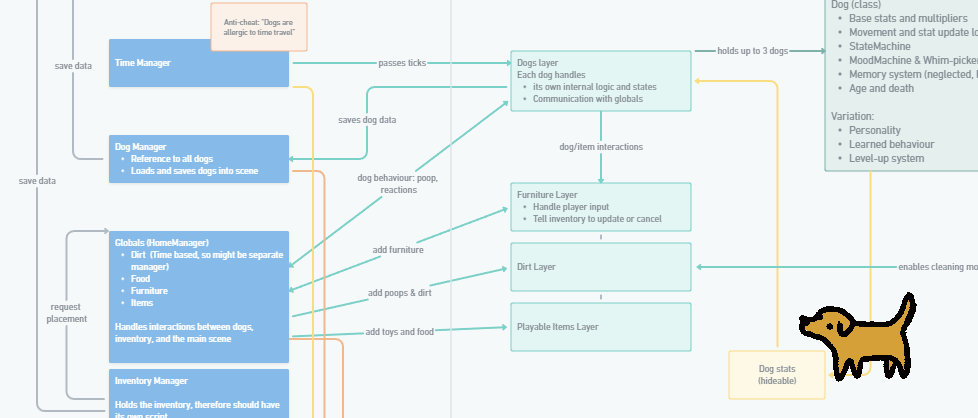 Anti-cheat: "Dogs are
allergic to time travel"
save data
Time Manager
passes ticks
Dogs layer
Each dog handles
• its own internal logic and states
• Communication with globals
holds up to 3 dogs
Dog (class)
• Base stats and multipliers
• Movement and stat update
• StateMachine
• MoodMachine & Whim-picker
• Memory system (neglected,
• Age and death
Variation:
• Personality
• Learned behaviour
• Level-up system
saves dog data
Dog Manager
• Reference to all dogs
• Loads and saves dogs into scene
dog/item interactions
save data
dog behaviour: poop,
reactions
Furniture Layer
• Handle player input
• Tell inventory to update or cancel
Globals (HomeManager)
• Dirt (Time based, so might be separate
manager)
• Food
• Furniture
• Items
Handles interactions between dogs,
inventory, and the main scene
add furniture
Dirt Layer
enables cleaning
add poops & dirt
request
placement
add toys and food
Playable Items Layer
Dog stats
(hideable)
Inventory Manager
Holds the inventory, therefore should have
its own script